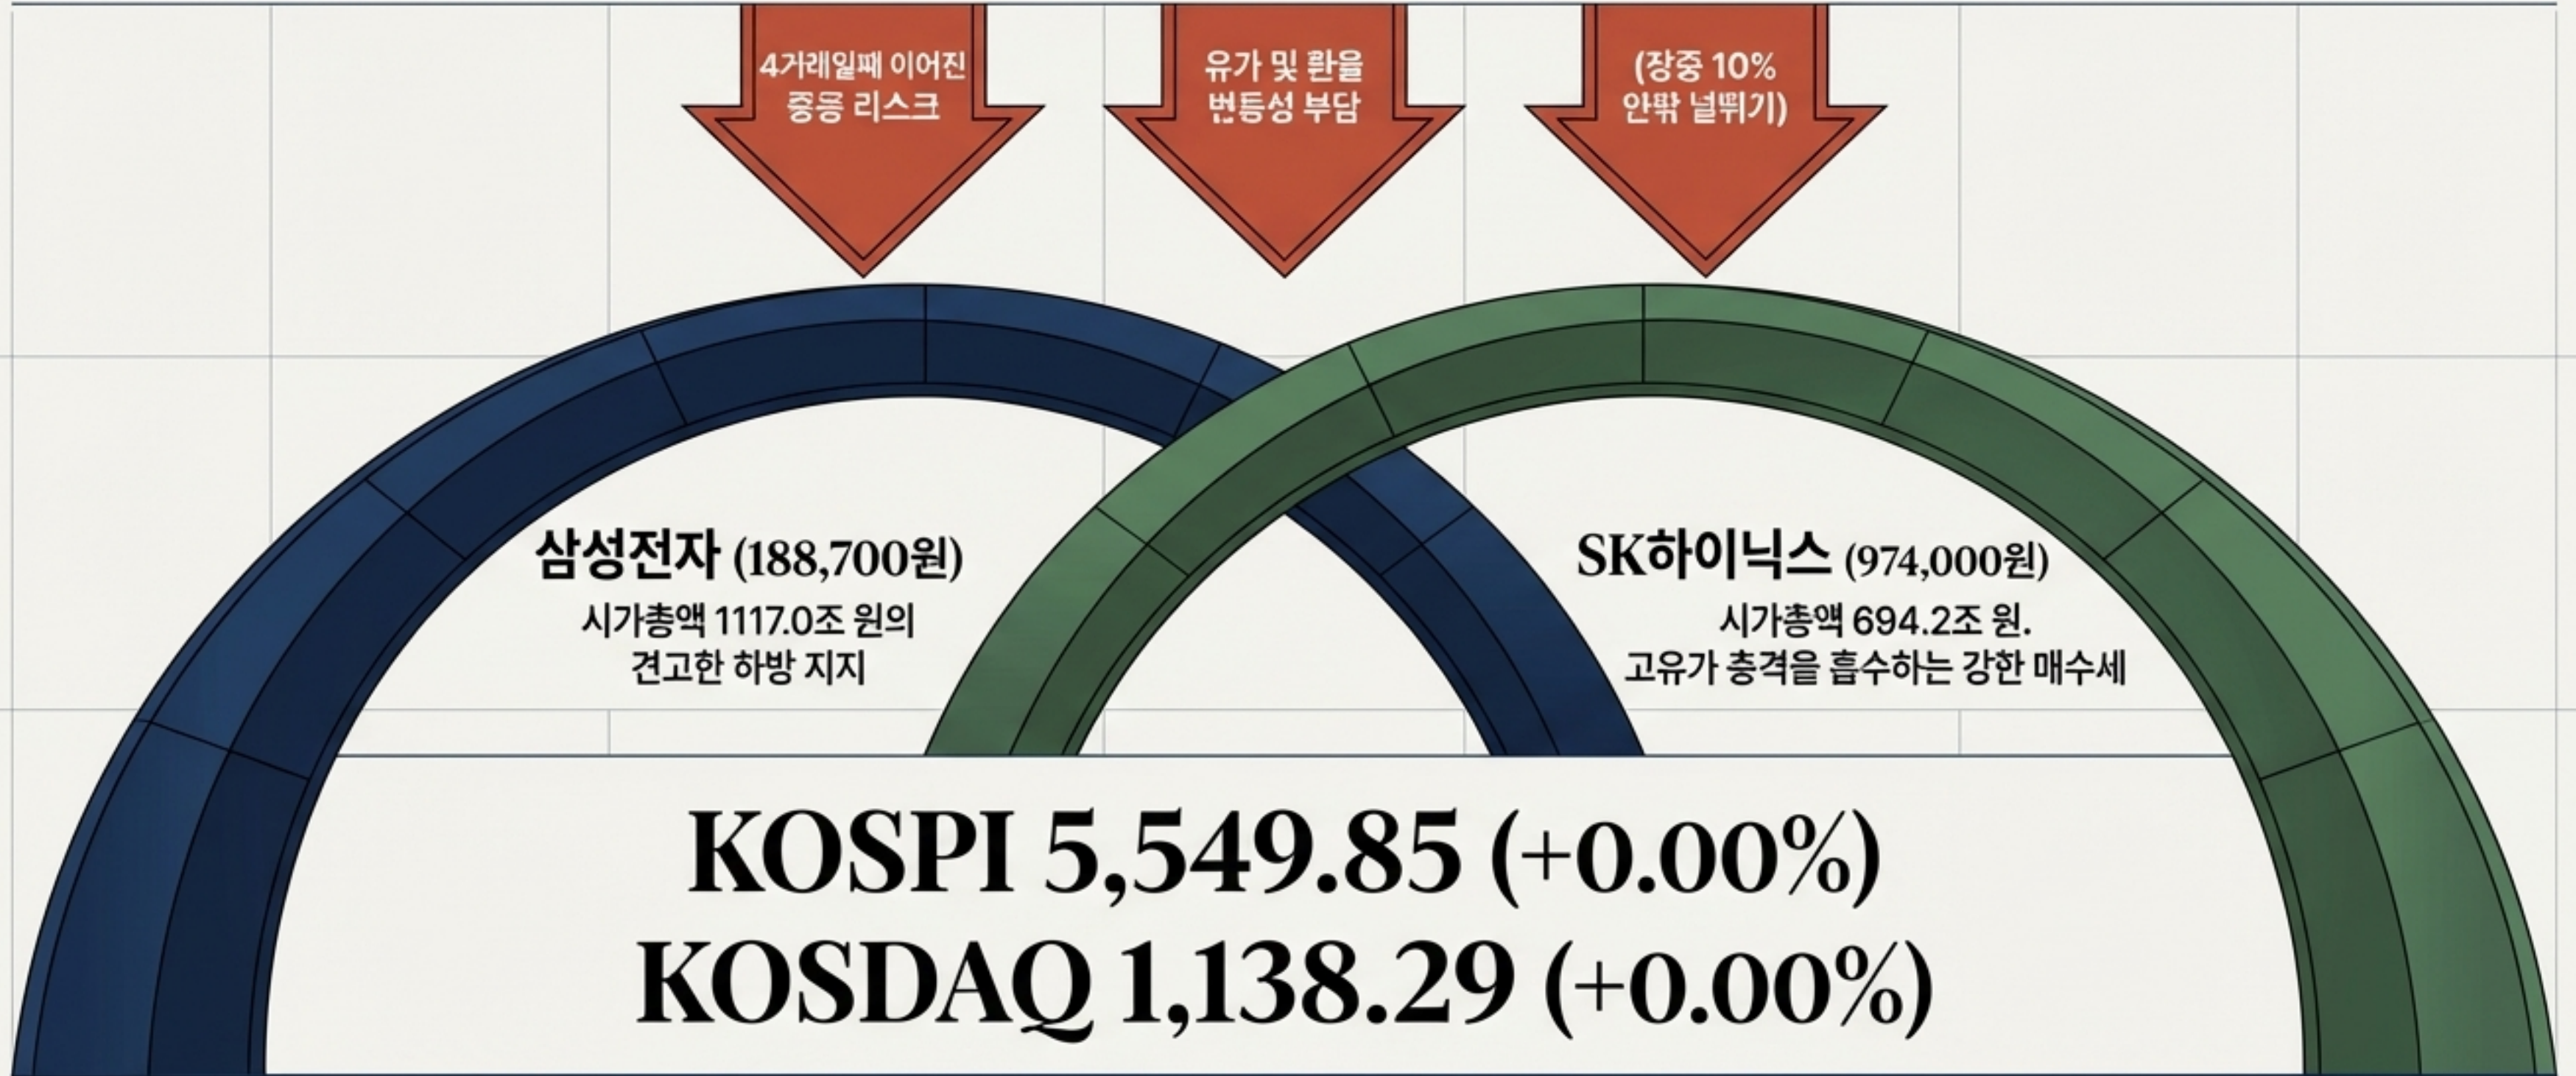 4거래일째 이어진
중동 리스크
유가 및 환율
변동성 부담
(장중 10%
안팎 널뛰기)
삼성전자 (188,700원)
시가총액 1117.0조 원의
견고한 하방 지지
SK하이닉스 (974,000원)
시가총액 694.2조 원.
고유가 충격을 흡수하는 강한 매수세
KOSPI 5,549.85 (+0.00%)
KOSDAQ 1,138.29 (+0.00%)